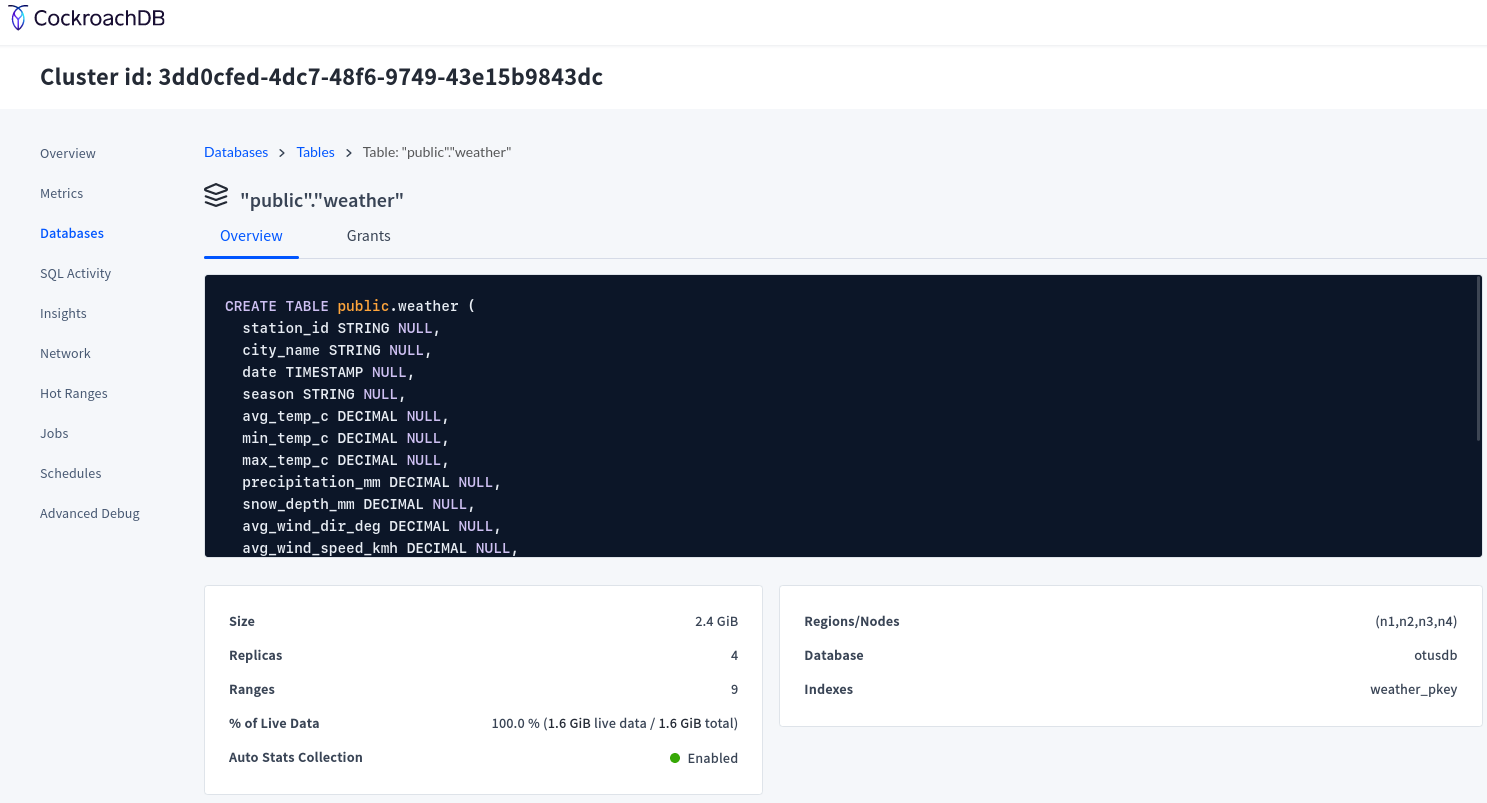 CockroachDB
Cluster id: 3dd0cfed-4dc7-48f6-9749-43e15b9843dc
Overview
Metrics
Databases
SQL Activity
Insights
Network
Hot Ranges
Jobs
Schedules
Advanced Debug
Databases > Tables > Table: "public"."weather"
"public"."weather"
Overview Grants
CREATE TABLE public.weather (
station_id STRING NULL,
city_name STRING NULL,
date TIMESTAMP NULL,
season STRING NULL,
avg_temp_c DECIMAL NULL,
min_temp_c DECIMAL NULL,
max_temp_c DECIMAL NULL,
precipitation_mm DECIMAL NULL,
snow_depth_mm DECIMAL NULL,
avg_wind_dir_deg DECIMAL NULL,
avg_wind_speed_kmh DECIMAL NULL,
Size 2.4 GiB
Replicas 4
Ranges 9
% of Live Data 100.0 % (1.6 GiB live data / 1.6 GiB total)
Auto Stats Collection Enabled
Regions/Nodes (n1,n2,n3,n4)
Database otusdb
Indexes weather_pkey